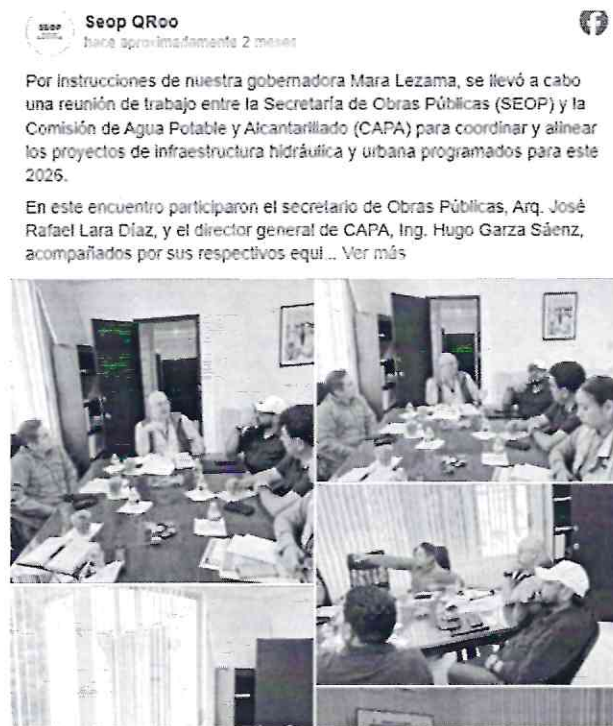 SEOP
Seop QRoo
hace aproximadamente 2 meses
Por instrucciones de nuestra gobernadora Mara Lezama, se llevó a cabo
una reunión de trabajo entre la Secretaría de Obras Públicas (SEOP) y la
Comisión de Agua Potable y Alcantarillado (CAPA) para coordinar y alinear
los proyectos de infraestructura hidráulica y urbana programados para este
2026.
En este encuentro participaron el secretario de Obras Públicas, Arq. José
Rafael Lara Díaz, y el director general de CAPA, Ing. Hugo Garza Sáenz,
acompañados por sus respectivos equi... Ver más